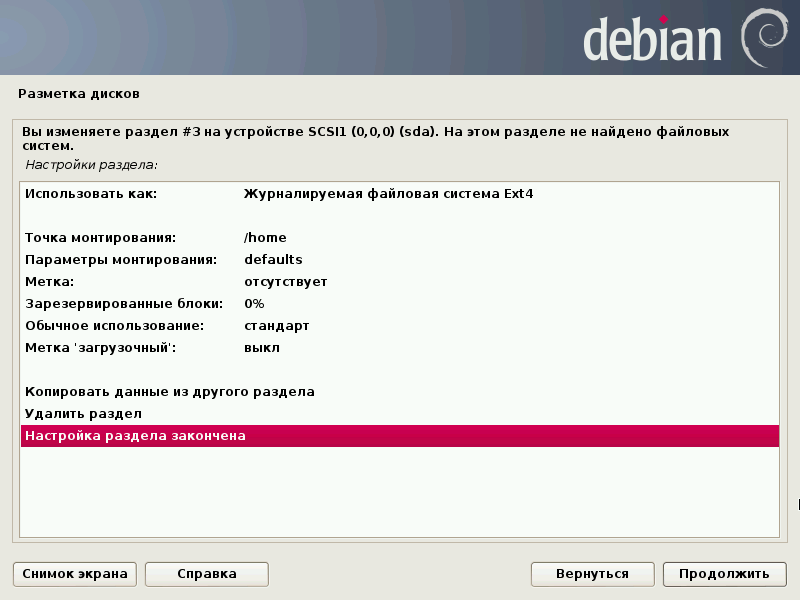 debian
Разметка дисков
Вы изменяете раздел #3 на устройстве SCSI1 (0,0,0) (sda). На этом разделе не найдено файловых
систем.
Настройки раздела:
Использовать как: Журналируемая файловая система Ext4
Точка монтирования: /home
Параметры монтирования: defaults
Метка: отсутствует
Зарезервированные блоки: 0%
Обычное использование: стандарт
Метка 'загрузочный': выкл
Копировать данные из другого раздела
Удалить раздел
Настройка раздела закончена
Снимок экрана Справка Вернуться Продолжить